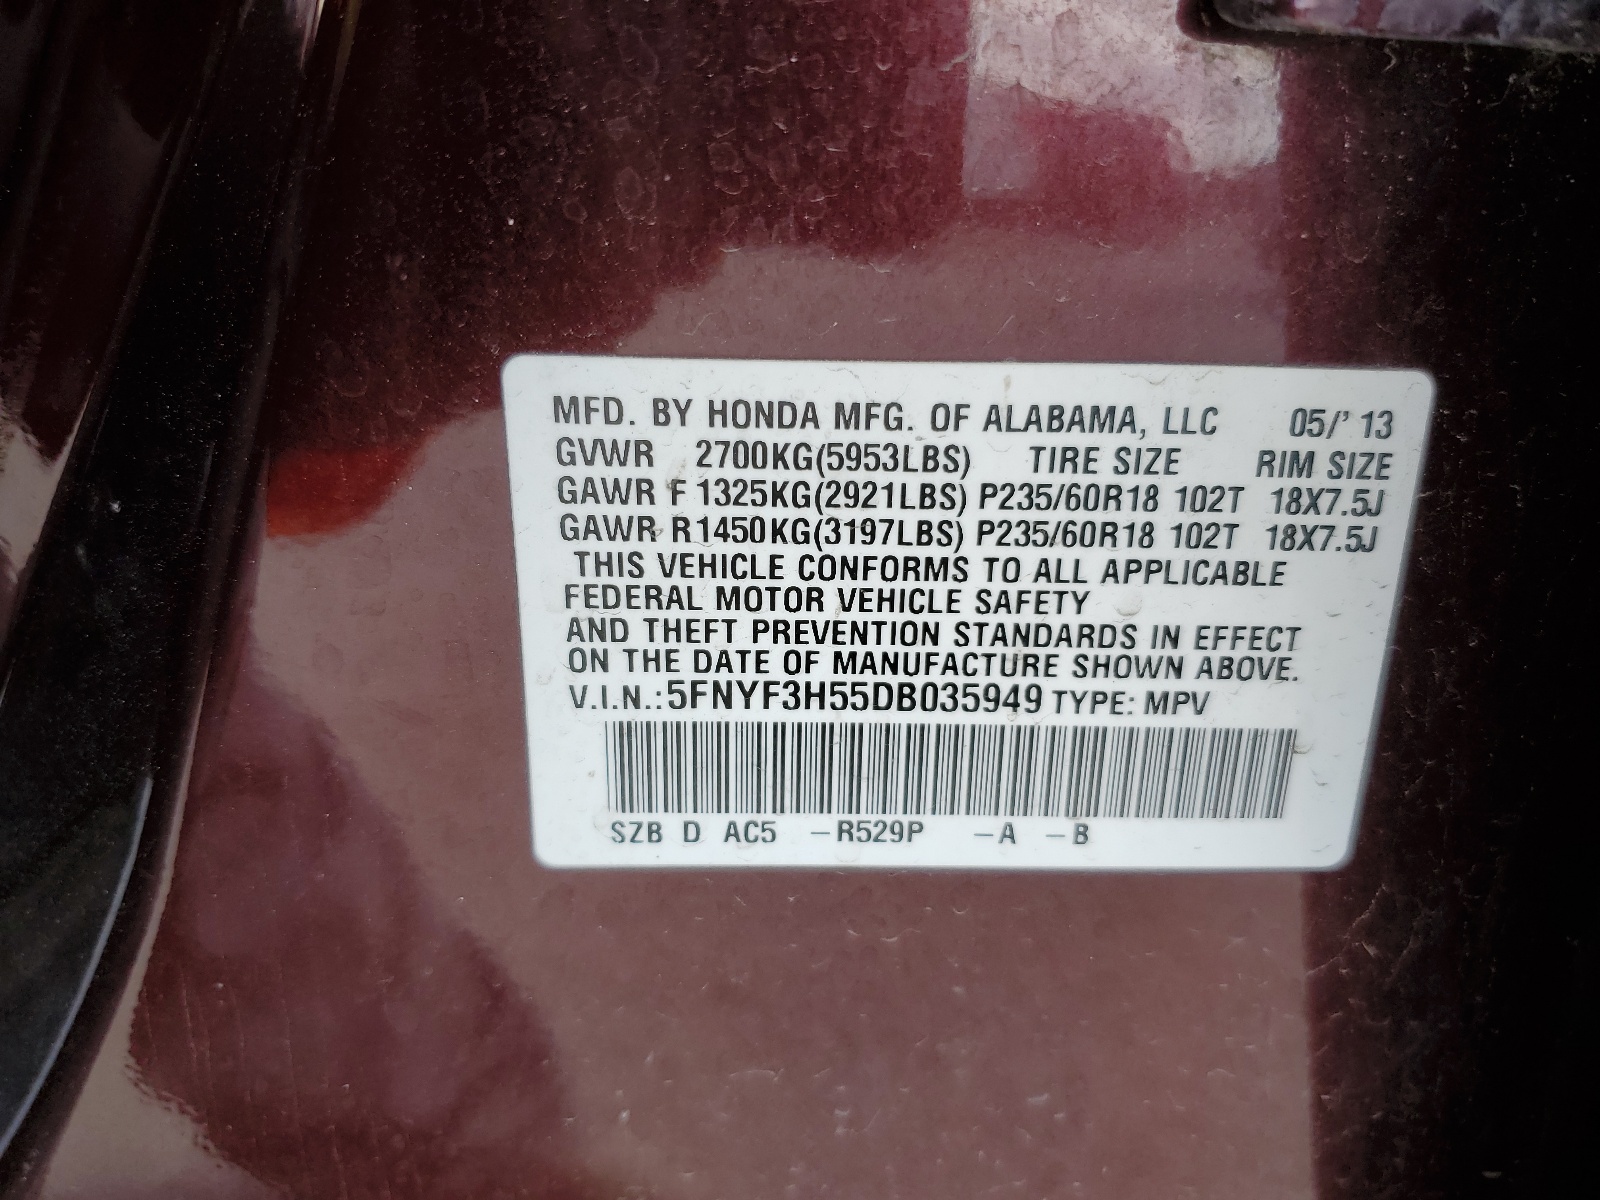 MFD. BY HONDA MFG. OF ALABAMA, LLC 05/' 13
GVWR 2700KG(5953LBS) TIRE SIZE RIM SIZE
GAWR F 1325KG(2921LBS) P235/60R18 102T 18X7.5J
GAWR R1450KG(3197LBS) P235/60R18 102T 18X7.5J
THIS VEHICLE CONFORMS TO ALL APPLICABLE
FEDERAL MOTOR VEHICLE SAFETY
AND THEFT PREVENTION STANDARDS IN EFFECT
ON THE DATE OF MANUFACTURE SHOWN ABOVE.
V.I.N.:5FNYF3H55DB035949 TYPE: MPV
SZB D AC5 –R529P –A –B